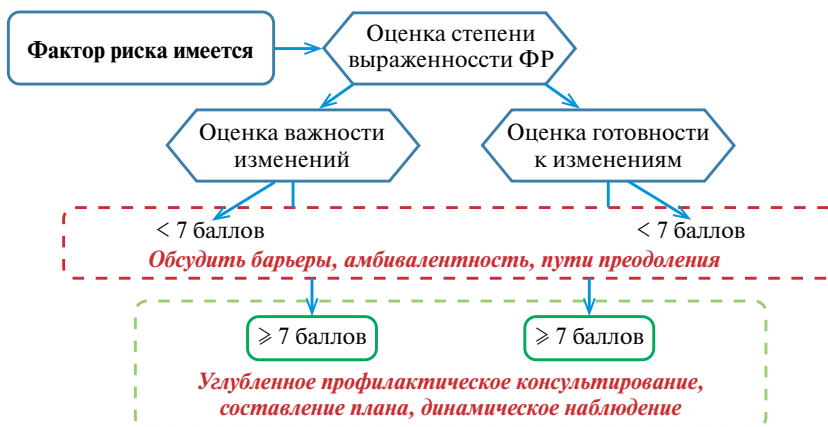 Фактор риска имеется
Оценка степени
выраженноссти ФР
Оценка важности
изменений
Оценка готовности
к изменениям
< 7 баллов
< 7 баллов
Обсудить барьеры, амбивалентность, пути преодоления
⩾ 7 баллов
⩾ 7 баллов
Углубленное профилактическое консультирование,
составление плана, динамическое наблюдение